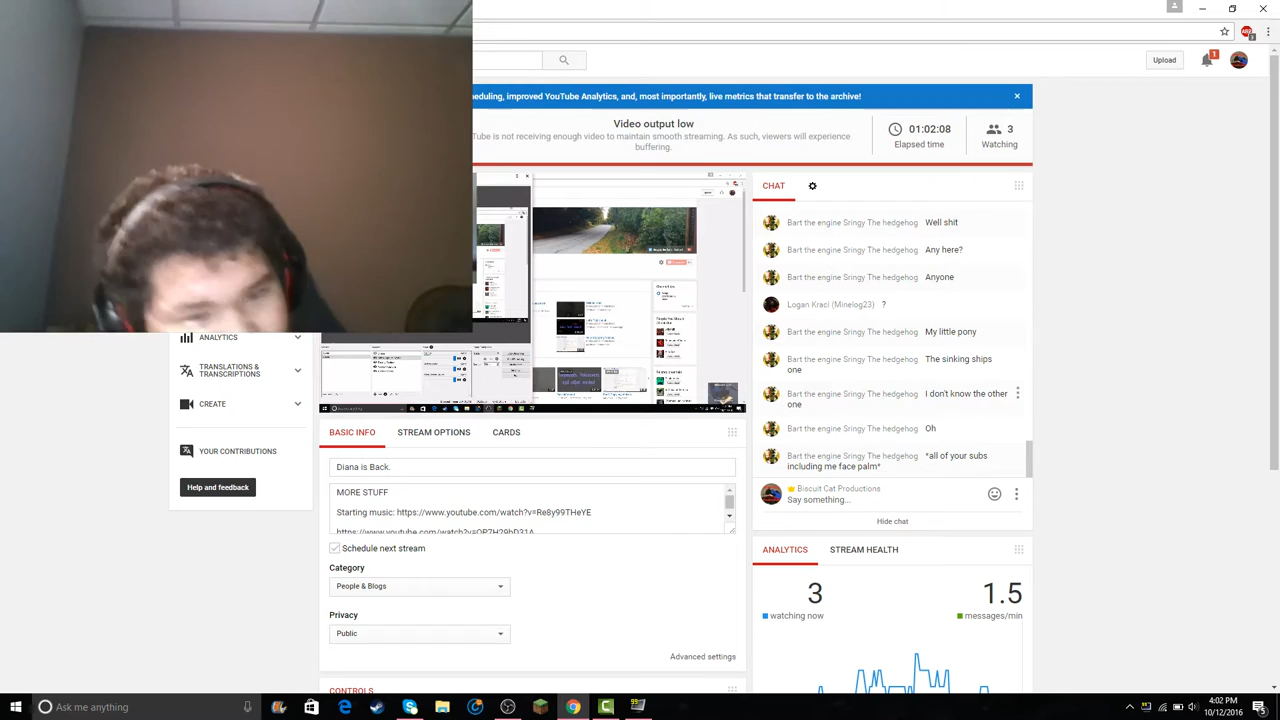 Upload
1
3
heduling, improved YouTube Analytics, and, most importantly, live metrics that transfer to the archive!
Video output low
Tube is not receiving enough video to maintain smooth streaming. As such, viewers will experience
buffering.
01:02:08
Elapsed time
3
Watching
CHAT
Bart the engine Sringy The hedgehog Well shit
Bart the engine Sringy The hedgehog Any here?
Bart the engine Sringy The hedgehog Anyone
Logan Kracl (Minelog23) ?
Bart the engine Sringy The hedgehog My little pony
Bart the engine Sringy The hedgehog The sinking ships
one
Bart the engine Sringy The hedgehog I don't know the other
one
Bart the engine Sringy The hedgehog Oh
Bart the engine Sringy The hedgehog *all of your subs
including me face palm*
Biscuit Cat Productions
Say something...
Hide chat
ANALYTICS
TRANSLATIONS &
TRANSCRIPTIONS
CREATE
YOUR CONTRIBUTIONS
Help and feedback
BASIC INFO
STREAM OPTIONS
CARDS
Diana is Back.
MORE STUFF
Starting music: https://www.youtube.com/watch?v=Re8y99THeYE
Schedule next stream
Category
People & Blogs
Privacy
Public
Advanced settings
CONTROLS
ANALYTICS
STREAM HEALTH
3
watching now
1.5
messages/min
Ask me anything
4:02 PM
10/12/2016